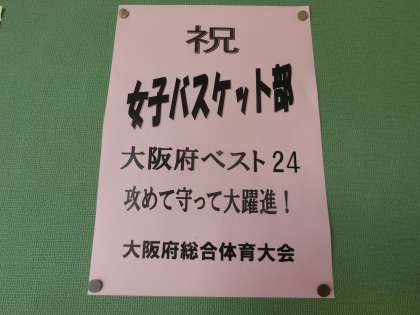 祝
女子バスケット部
大阪府ベスト24
攻めて守って大躍進！
大阪府総合体育大会